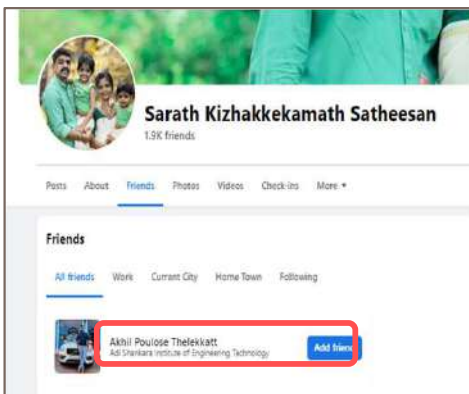 Sarath Kizhakkekamath Satheesan
1.9K friends
Posts About Friends Photos Videos Check-ins More
Friends
All friends Work Current City Home Town Following
Akhil Poulose Thelekkatt
Adi Shankara Institute of Engineering Technology
Add friend